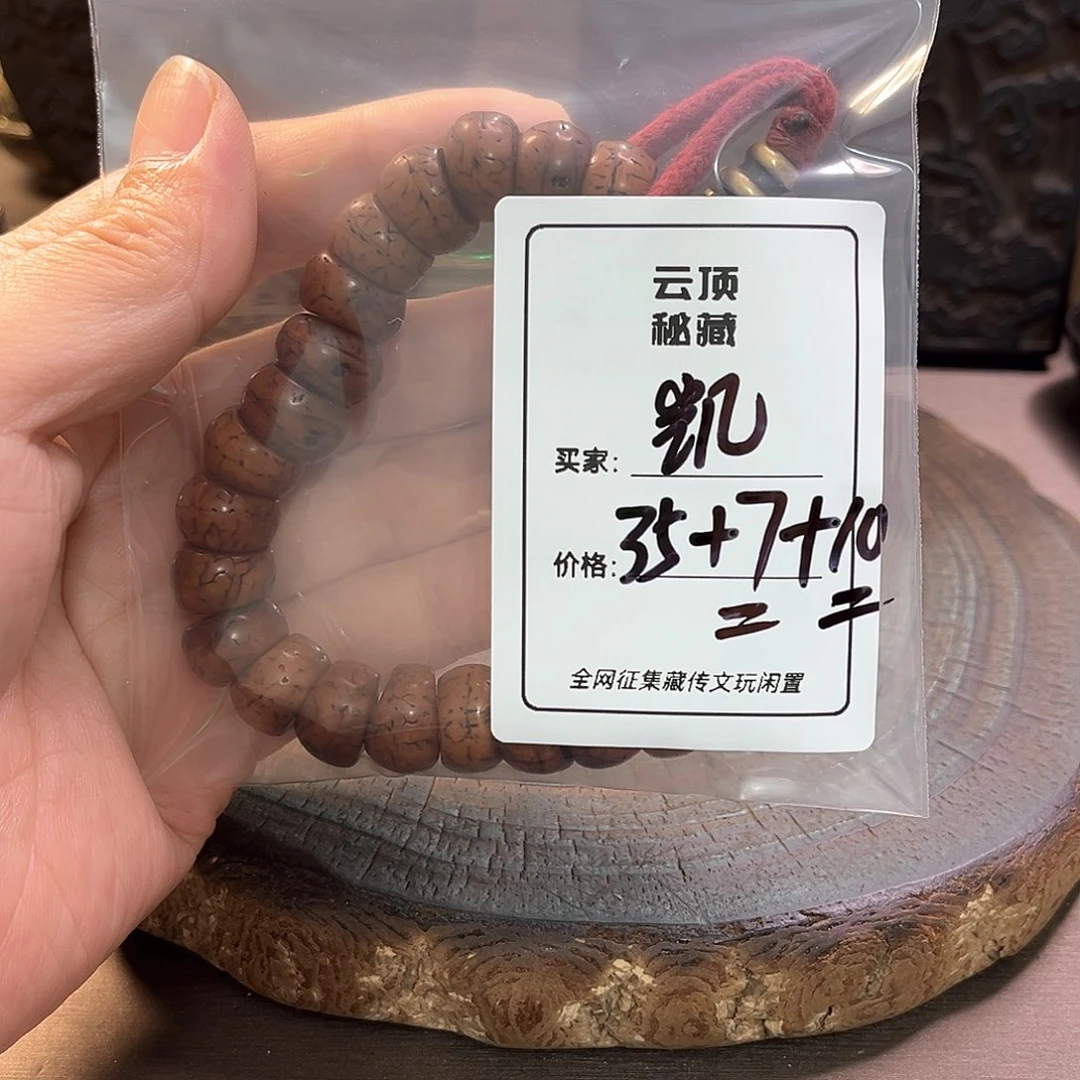 云顶
秘藏
买家: 凯
价格: 35+7+10
二 二
全网征集藏传文玩闲置